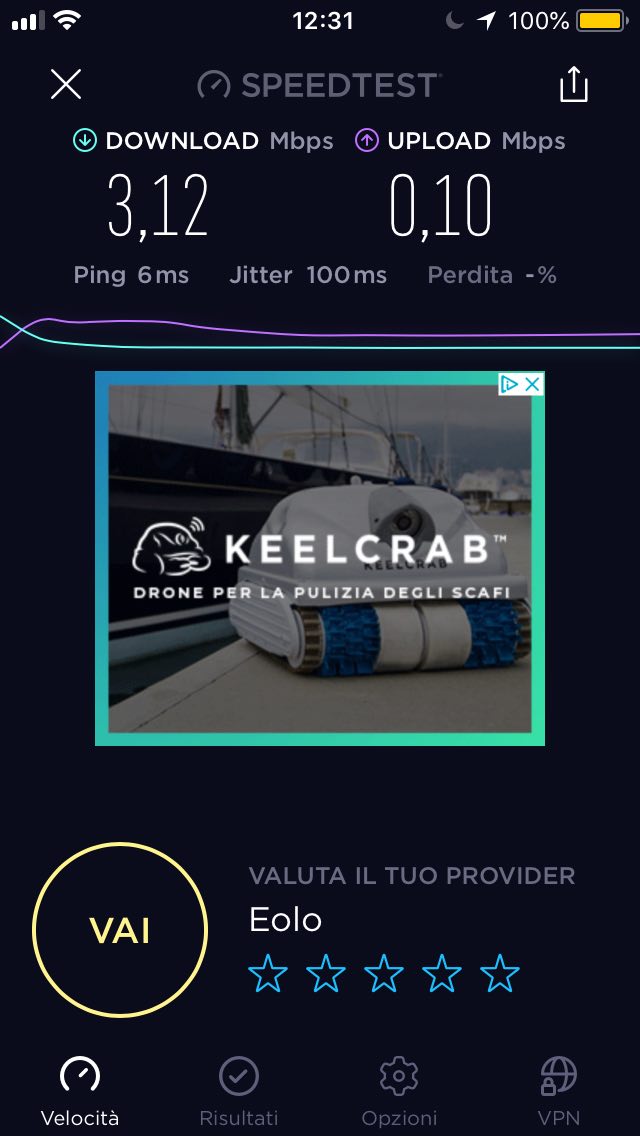 12:31 100%
SPEEDTEST
DOWNLOAD Mbps UPLOAD Mbps
3,12 0,10
Ping 6 ms Jitter 100 ms Perdita -%
KEELCRAB™
KEELCRAB
DRONE PER LA PULIZIA DEGLI SCAFI
VALUTA IL TUO PROVIDER
VAI Eolo
Velocità Risultati Opzioni VPN